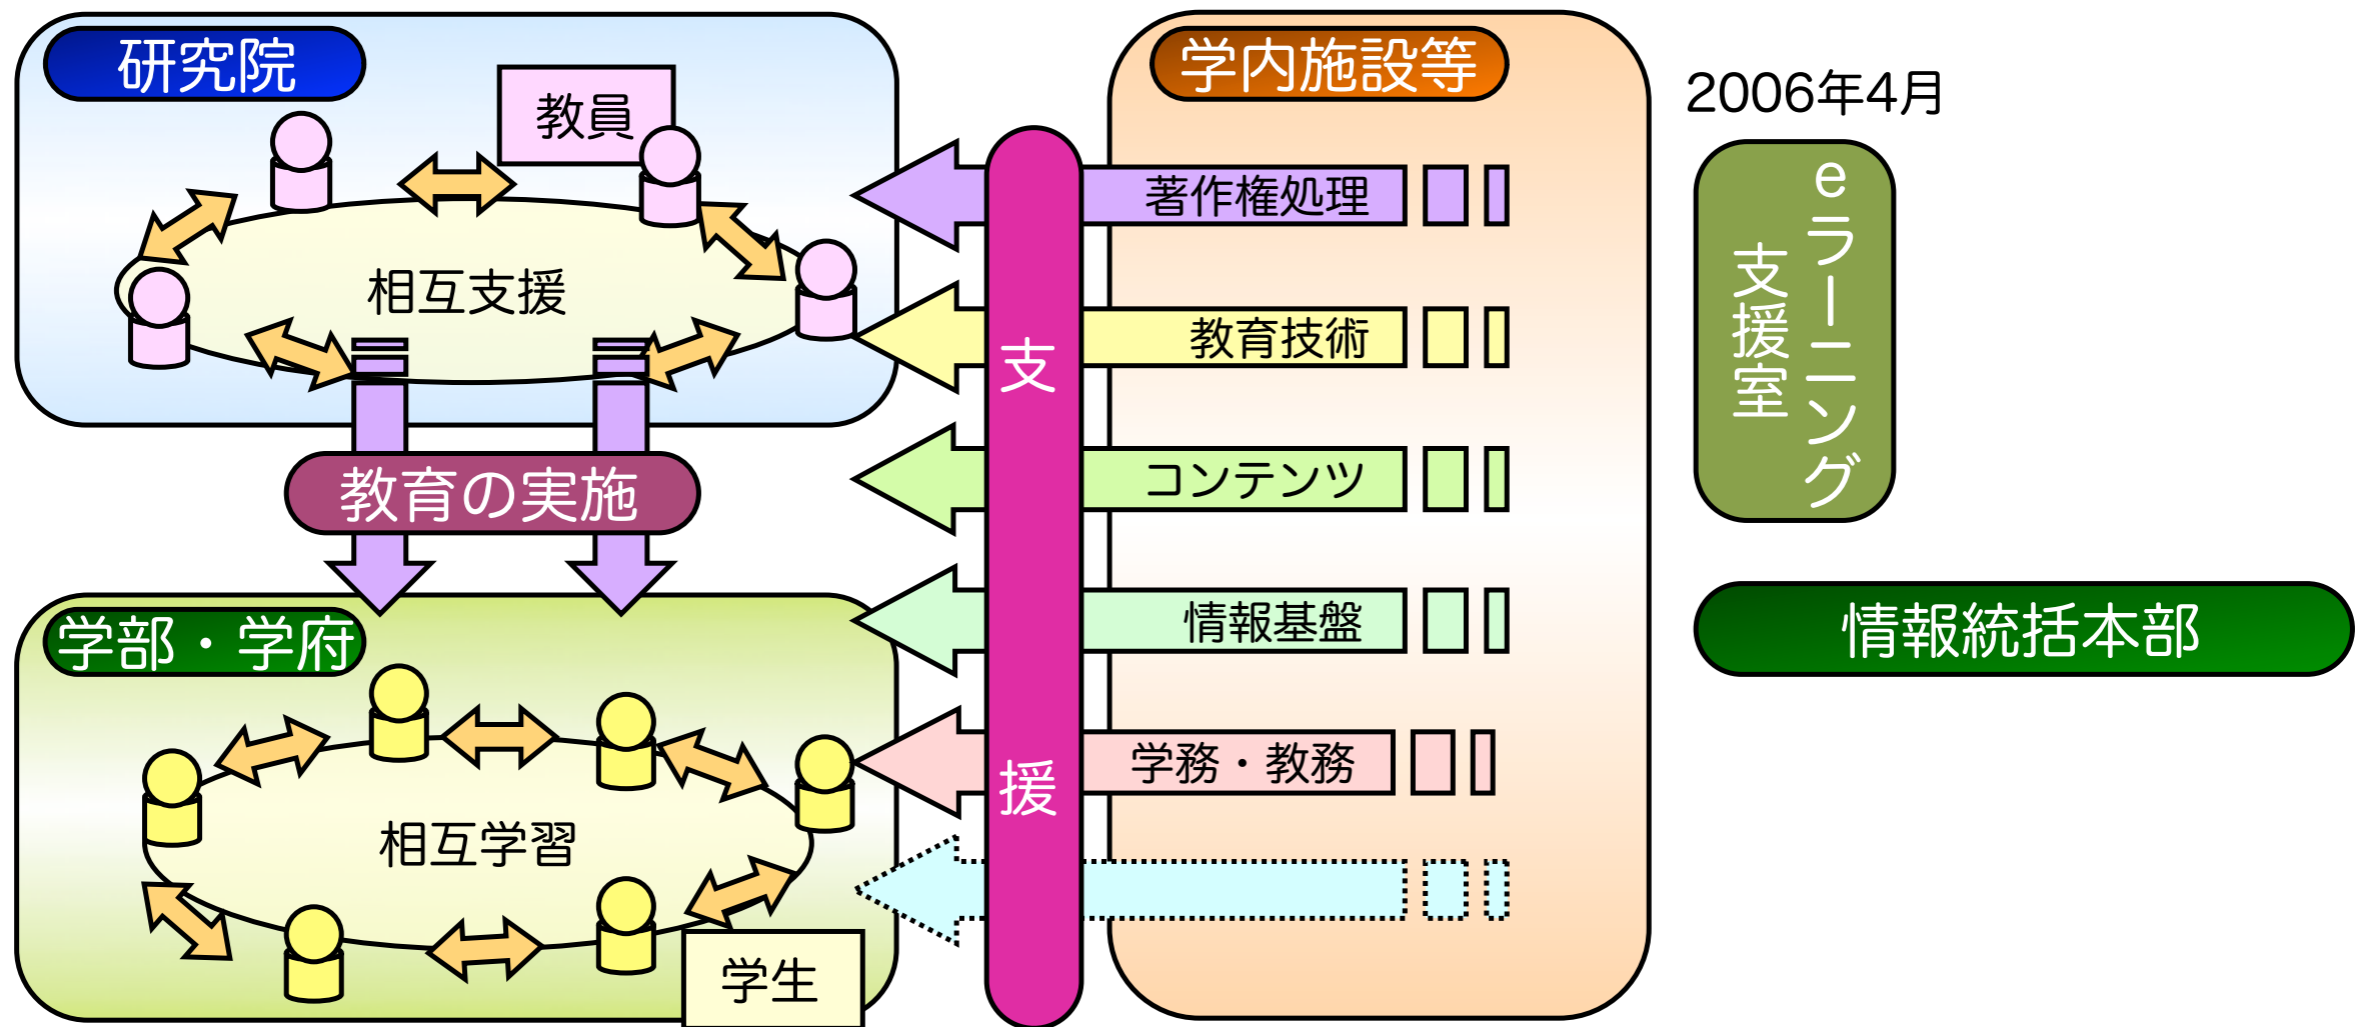 研究院
教員
相互支援
教育の実施
学部・学府
相互学習
学生
支援
学内施設等
著作権処理
教育技術
コンテンツ
情報基盤
学務・教務
2006年4月
eラーニング
支援室
情報統括本部